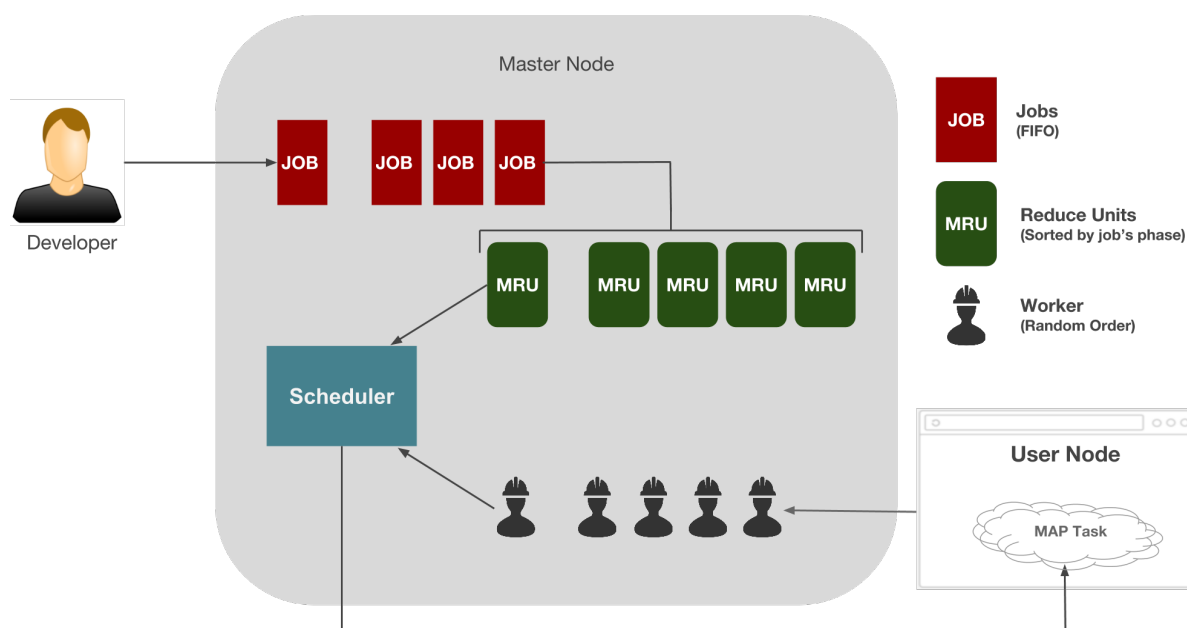 Master Node
Developer
JOB
JOB
JOB
JOB
MRU
MRU
MRU
MRU
MRU
Scheduler
JOB
Jobs
(FIFO)
MRU
Reduce Units
(Sorted by job's phase)
Worker
(Random Order)
User Node
MAP Task